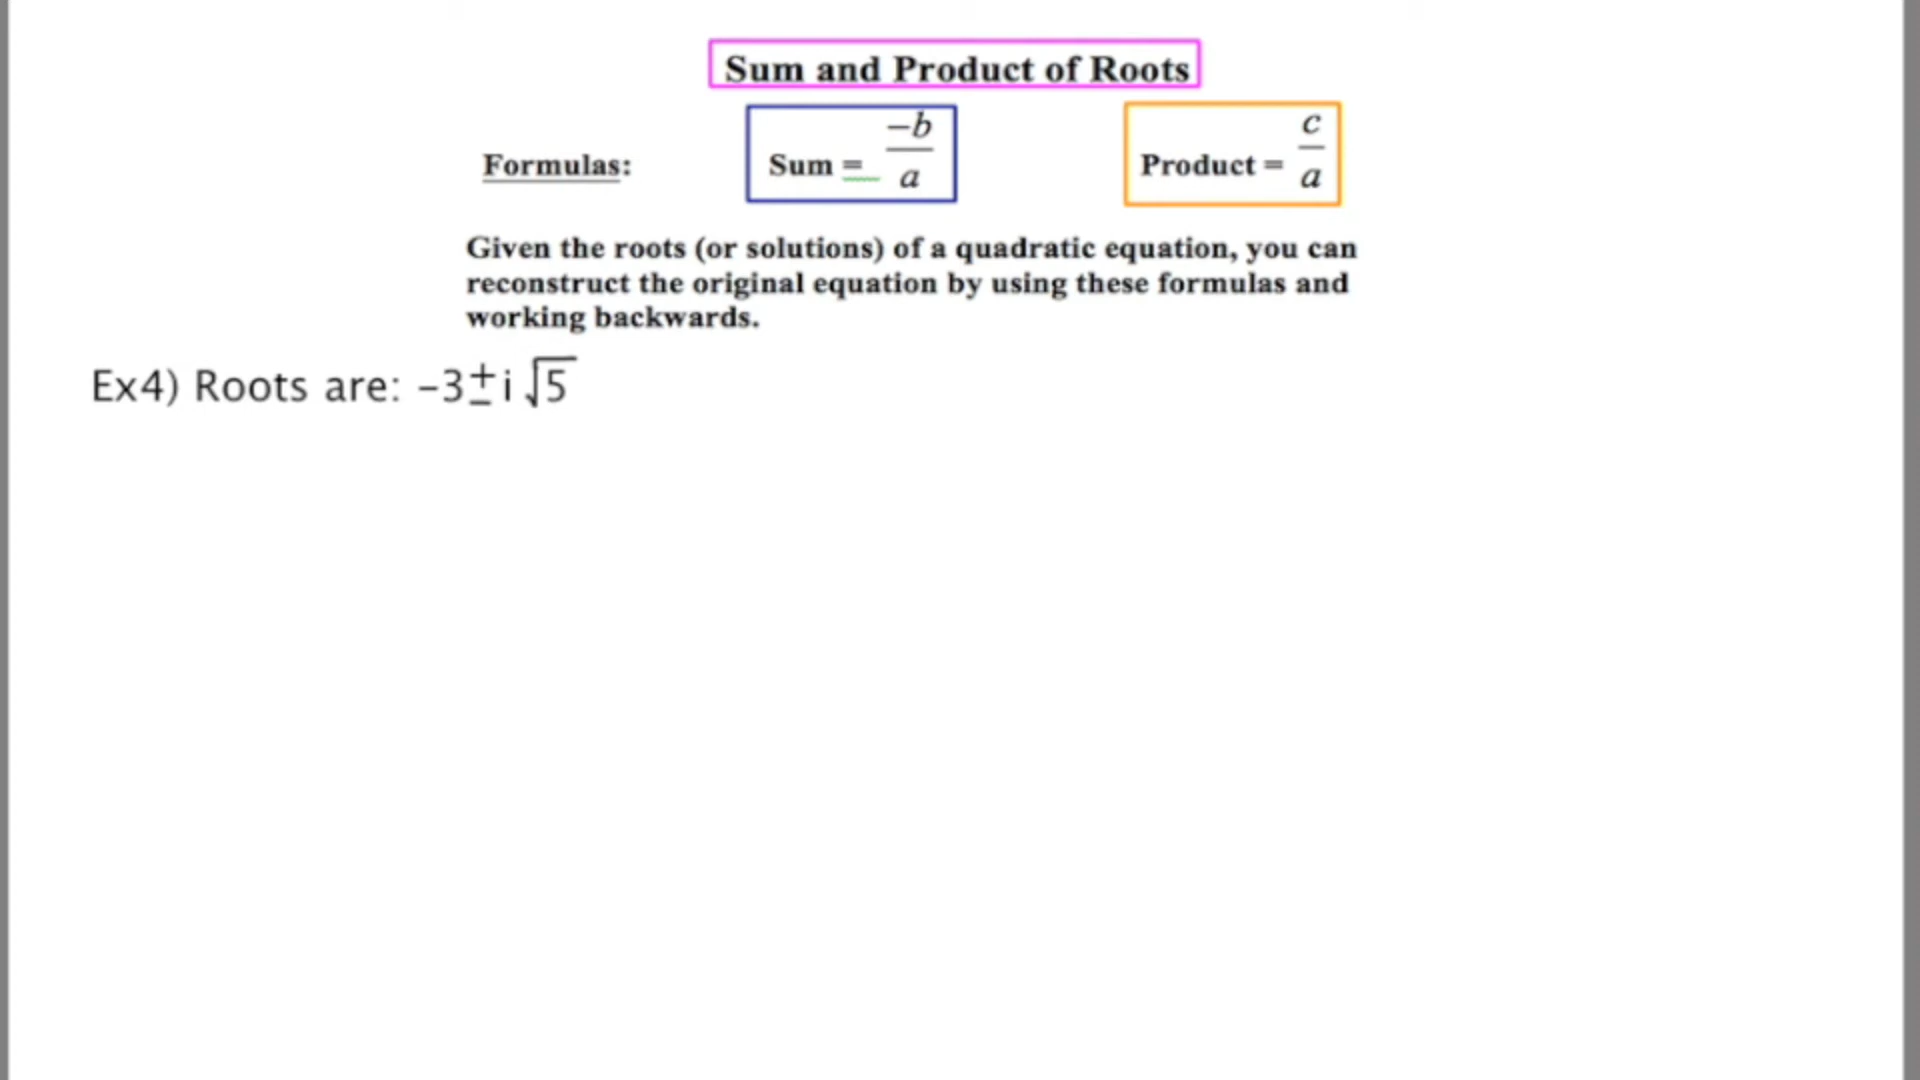 Sum and Product of Roots
Formulas: Sum = -b/a Product = c/a
Given the roots (or solutions) of a quadratic equation, you can
reconstruct the original equation by using these formulas and
working backwards.
Ex4) Roots are: -3±i√5